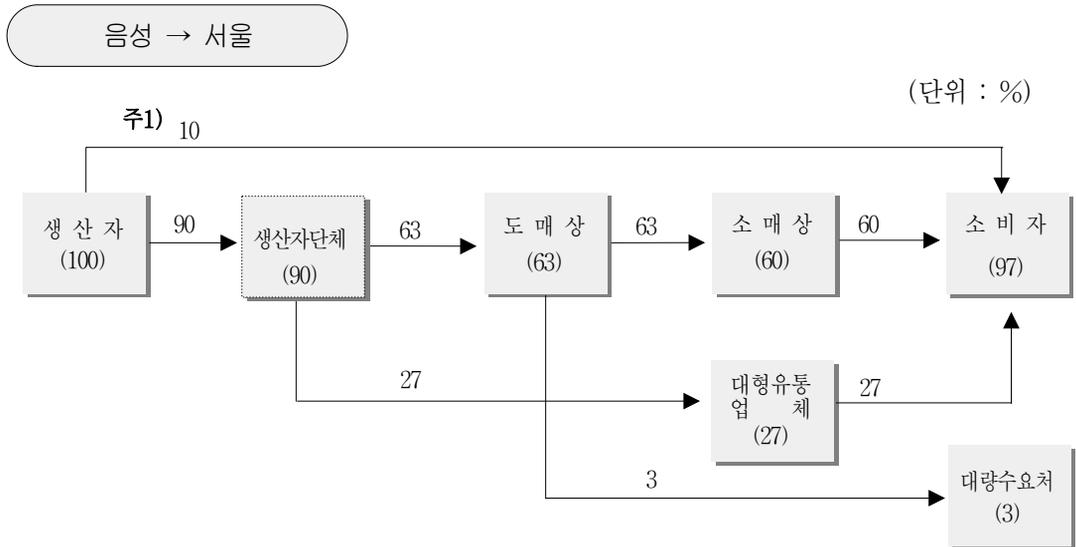 음성 → 서울
(단위 : %)
주1) 10
생 산 자
(100)
90
생산자단체
(90)
63
도 매 상
(63)
63
소 매 상
(60)
60
소 비 자
(97)
27
대형유통
업 체
(27)
27
3
대량수요처
(3)